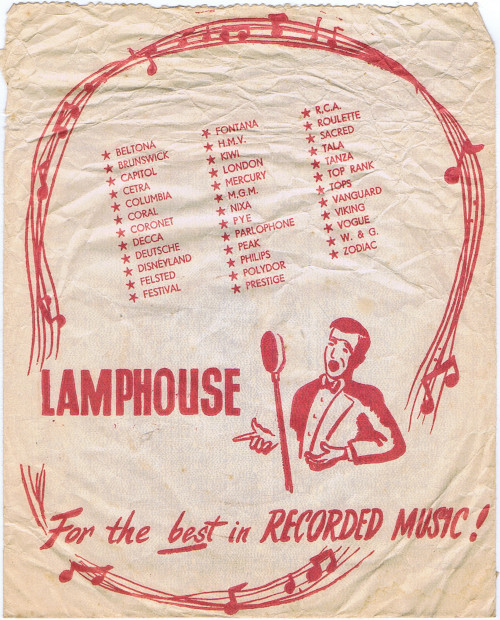 ★ BELTONA
★ BRUNSWICK
★ CAPITOL
★ CETRA
★ COLUMBIA
★ CORAL
★ CORONET
★ DECCA
★ DEUTSCHE
★ DISNEYLAND
★ FELSTED
★ FESTIVAL
★ FONTANA
★ H.M.V.
★ KIWI
★ LONDON
★ MERCURY
★ M.G.M.
★ NIXA
★ PYE
★ PARLOPHONE
★ PEAK
★ PHILIPS
★ POLYDOR
★ PRESTIGE
★ R.C.A.
★ ROULETTE
★ SACRED
★ TALA
★ TANZA
★ TOP RANK
★ TOPS
★ VANGUARD
★ VIKING
★ VOGUE
★ W. & G.
★ ZODIAC
LAMPHOUSE
For the best in RECORDED MUSIC!